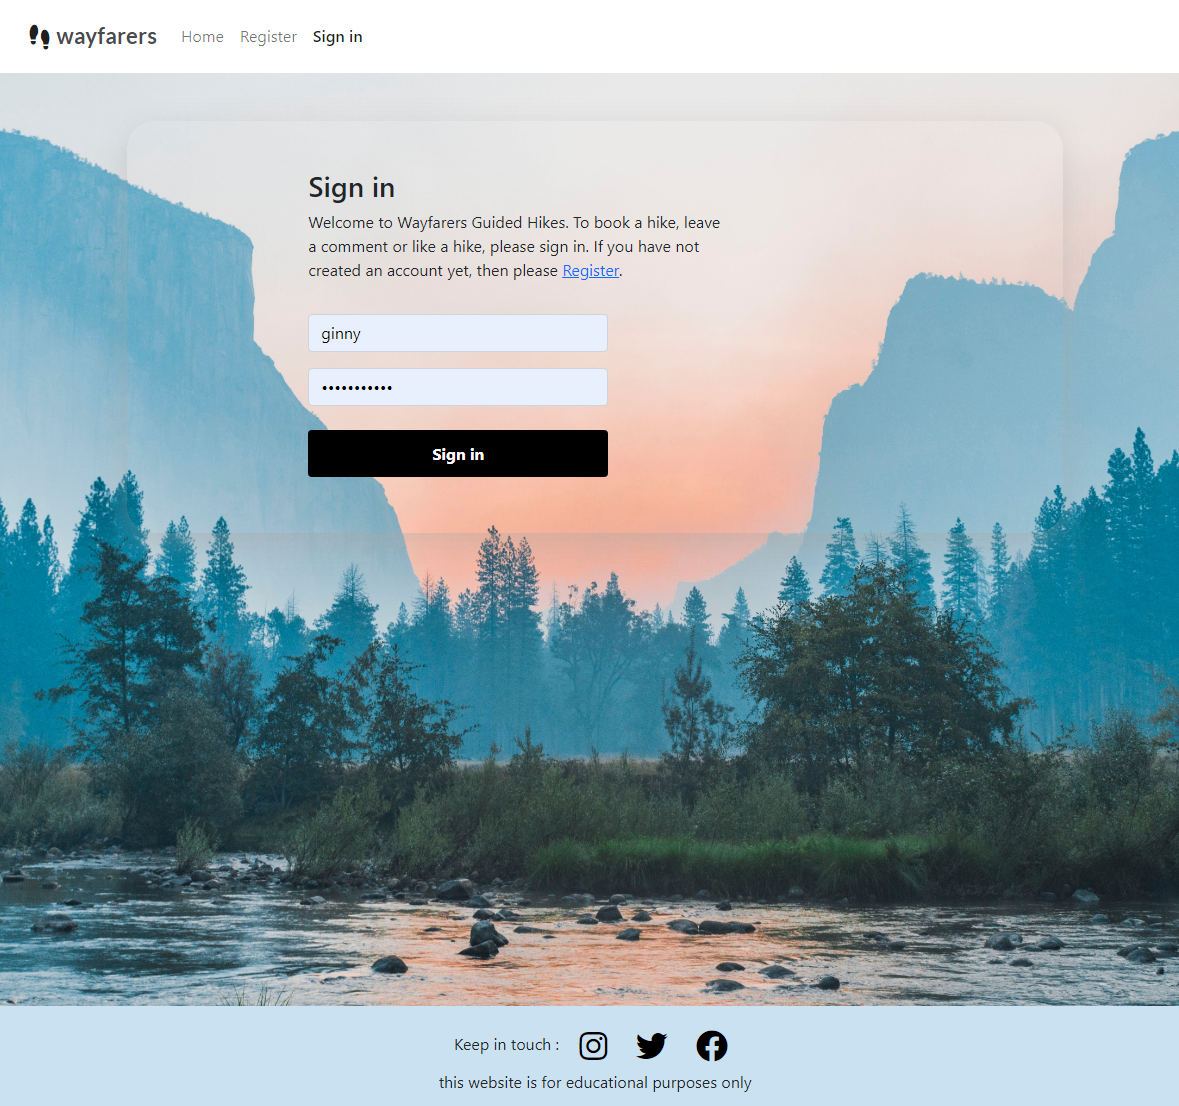 wayfarers Home Register Sign in
Sign in
Welcome to Wayfarers Guided Hikes. To book a hike, leave
a comment or like a hike, please sign in. If you have not
created an account yet, then please Register.
ginny
•••••••••••
Sign in
Keep in touch :
this website is for educational purposes only